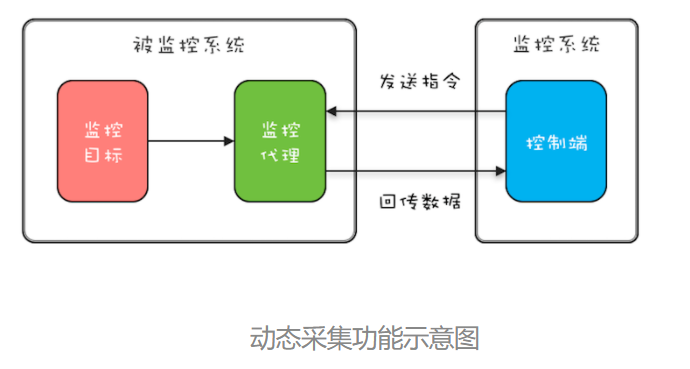 被监控系统
监控系统
发送指令
监控
目标
监控
代理
控制端
回传数据
动态采集功能示意图